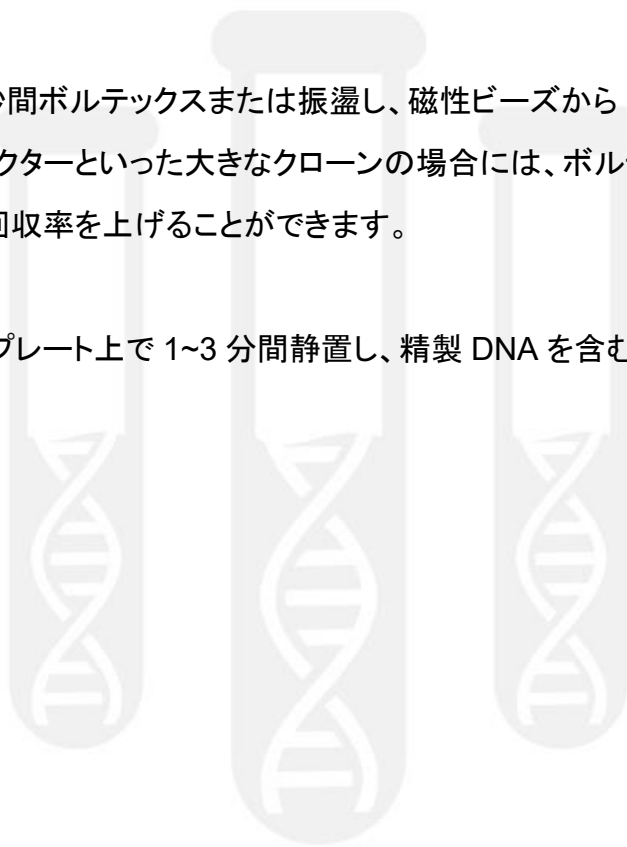 間ボルテックスまたは振盪し、磁性ビーズから
クターといった大きなクローンの場合には、ボル
収率を上げることができます。
プレート上で 1~3 分間静置し、精製 DNA を含む